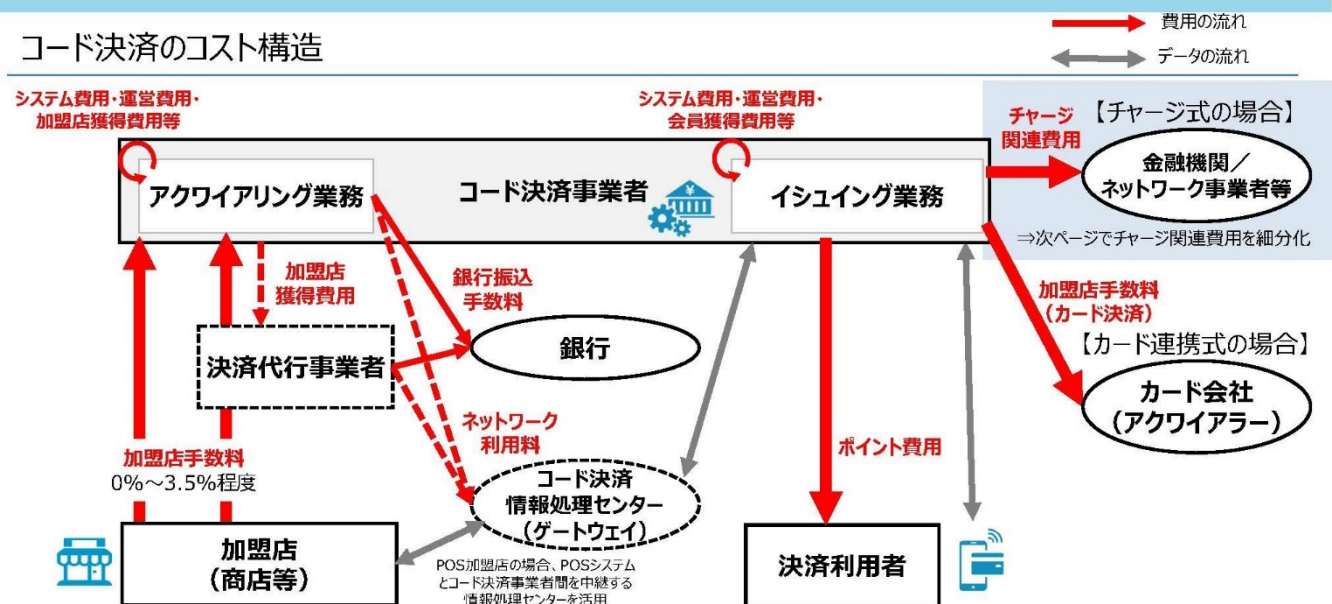 費用の流れ
データの流れ
コード決済のコスト構造
システム費用・運営費用・
加盟店獲得費用等
システム費用・運営費用・
会員獲得費用等
チャージ
関連費用
【チャージ式の場合】
金融機関／
ネットワーク事業者等
アクワイアリング業務
コード決済事業者
イシュイング業務
⇒次ページでチャージ関連費用を細分化
加盟店
獲得費用
銀行振込
手数料
加盟店手数料
（カード決済）
【カード連携式の場合】
決済代行事業者
銀行
カード会社
（アクワイアラー）
ネットワーク
利用料
ポイント費用
加盟店手数料
0%～3.5%程度
コード決済
情報処理センター
（ゲートウェイ）
加盟店
（商店等）
POS加盟店の場合、POSシステム
とコード決済事業者間を中継する
情報処理センターを活用
決済利用者